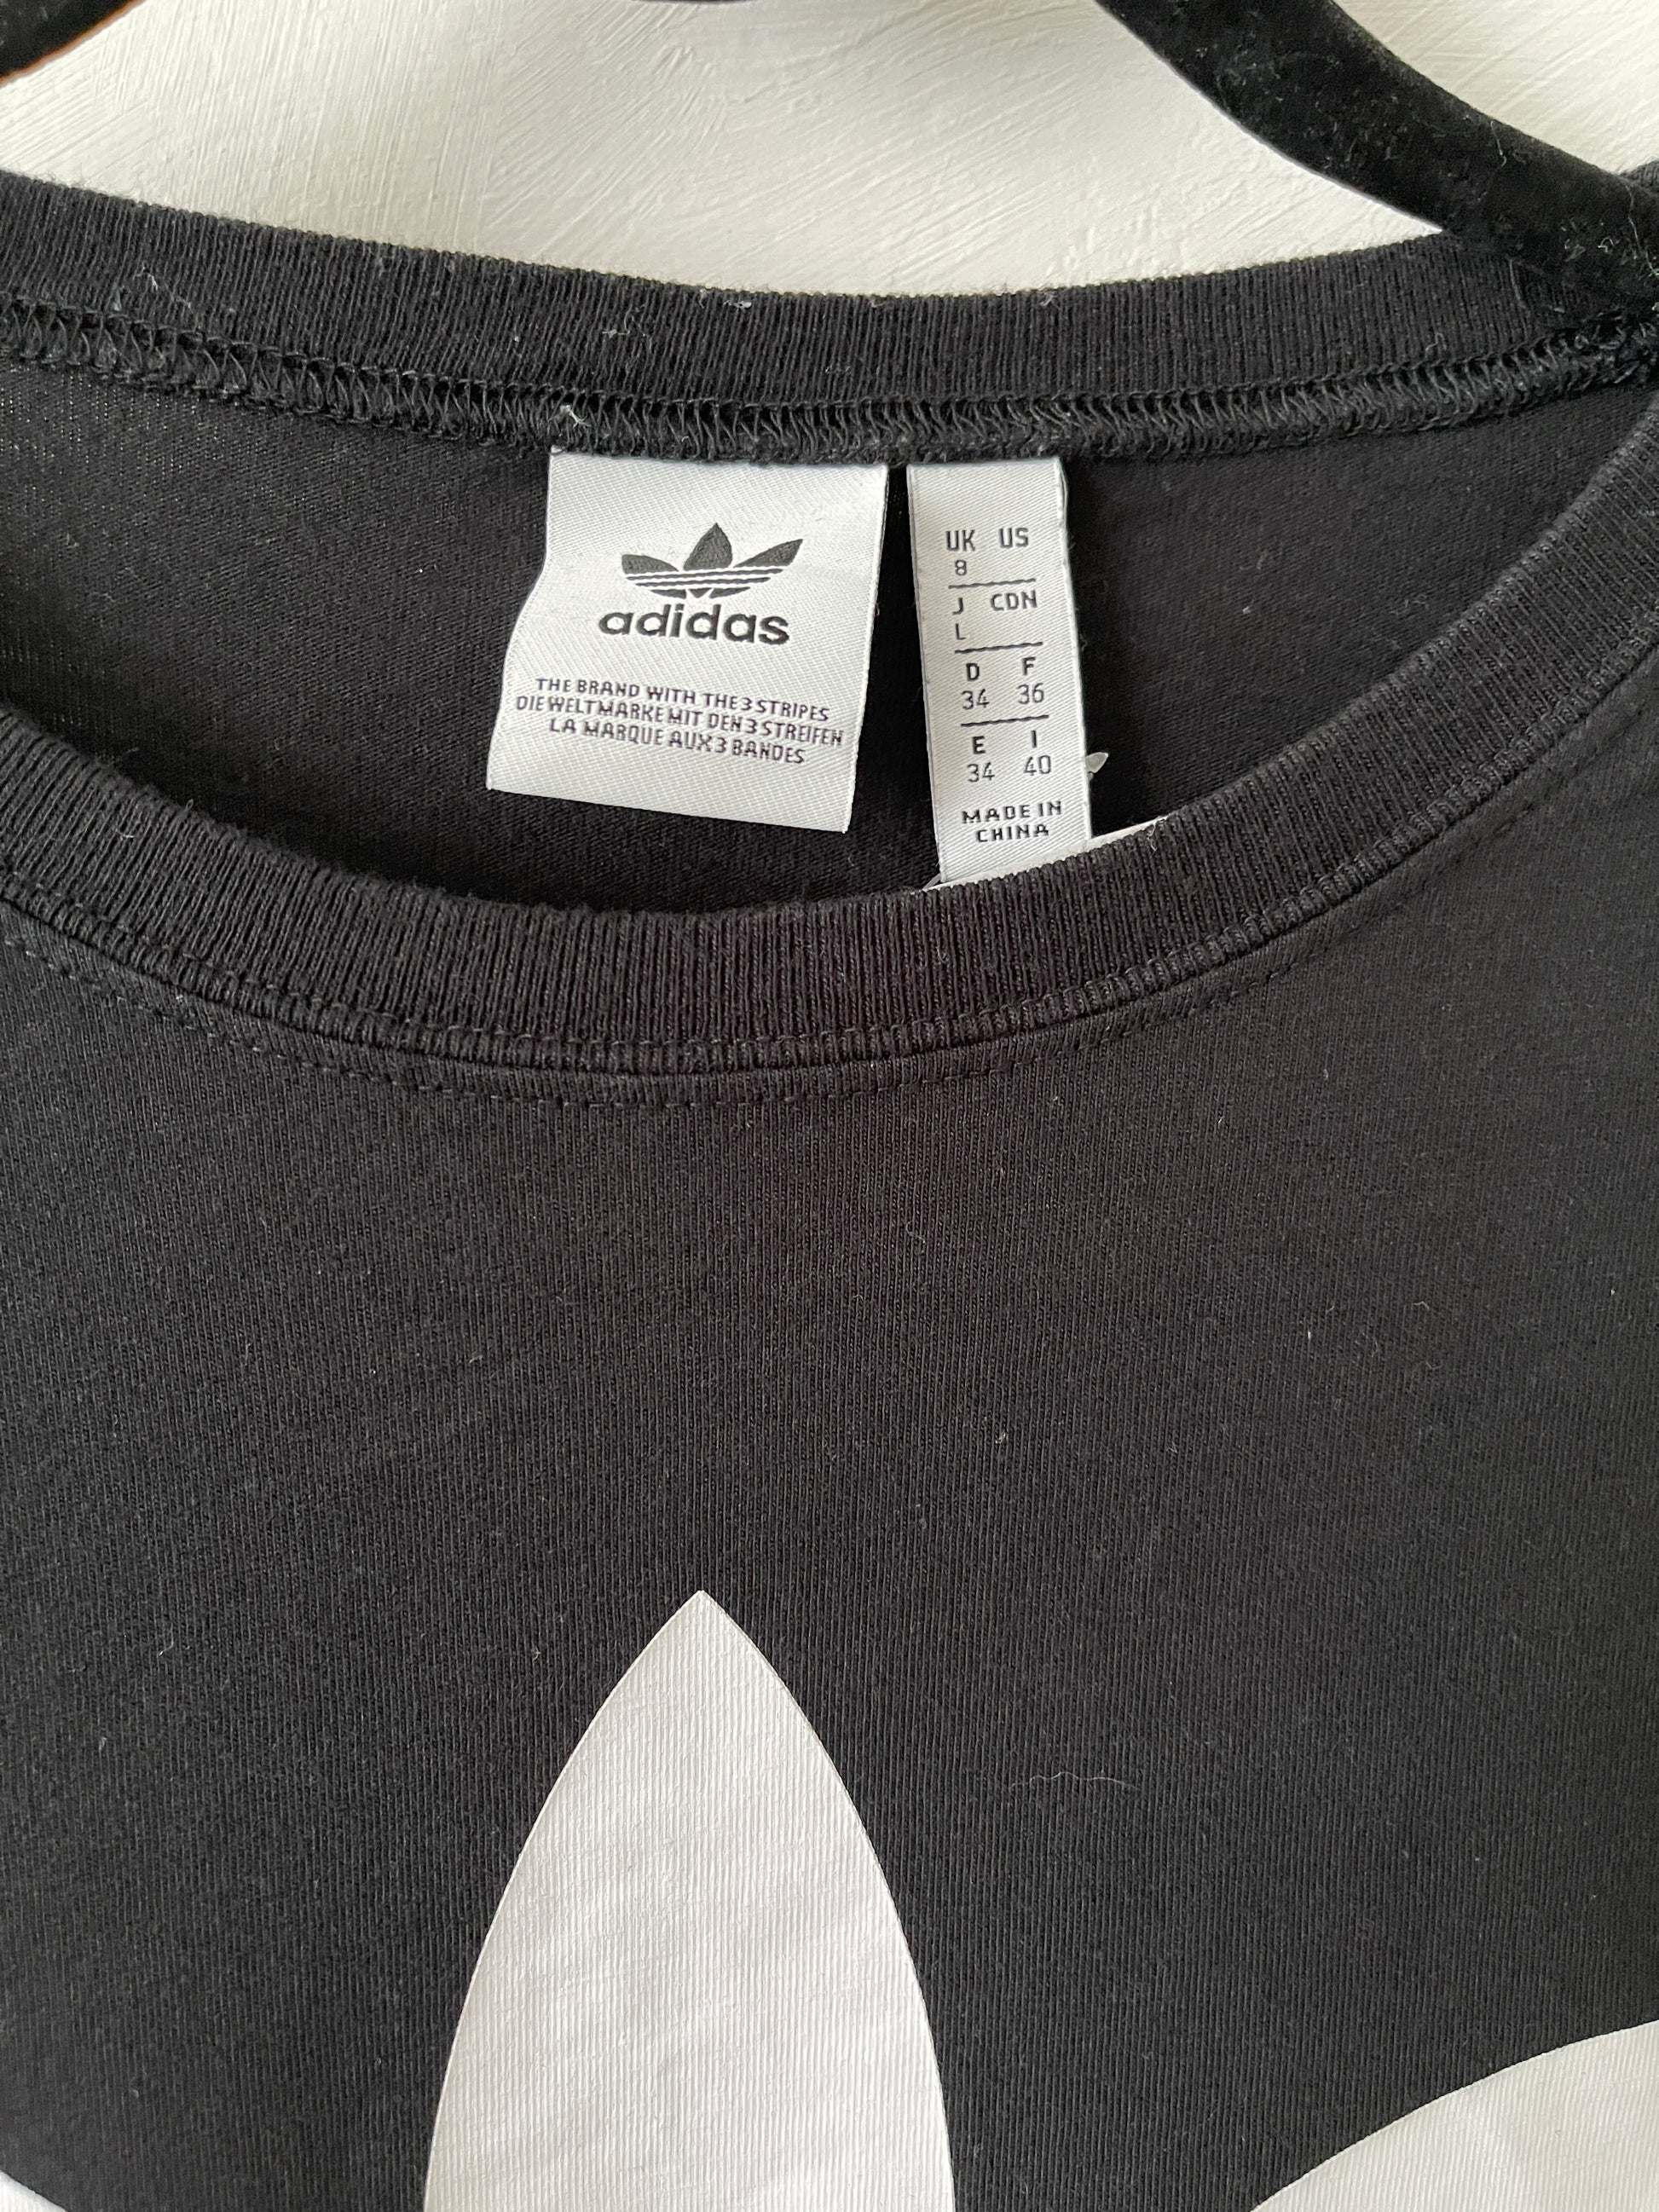 adidas
THE BRAND WITH THE 3 STRIPES
DIE WELTMARKE MIT DEN 3 STREIFEN
LA MARQUE AUX 3 BANDES
UK US
8
J CDN
L
D F
34 36
E I
34 40
MADE IN
CHINA